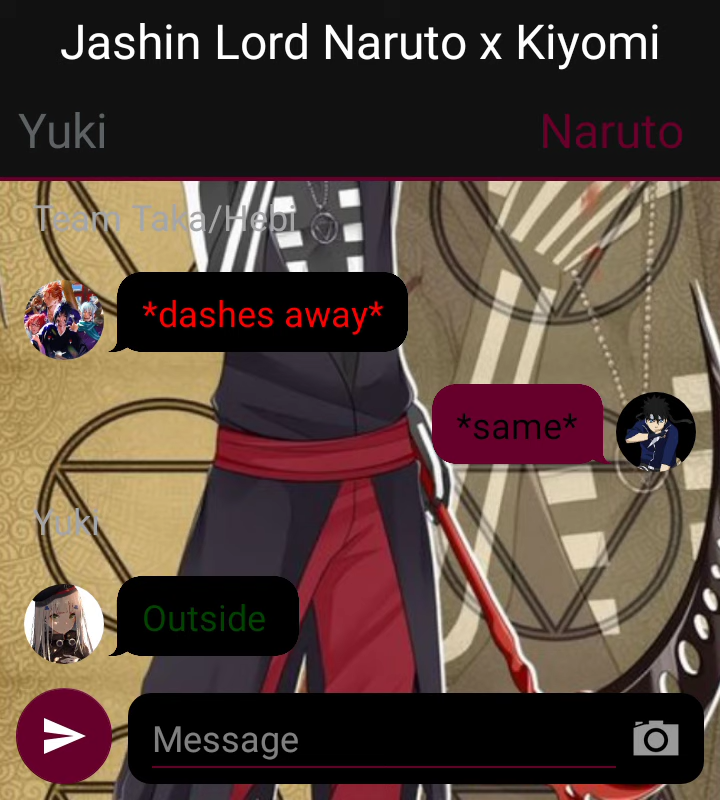 Jashin Lord Naruto x Kiyomi
Yuki
Naruto
Team Taka/Hebi
*dashes away*
*same*
Yuki
Outside
Message